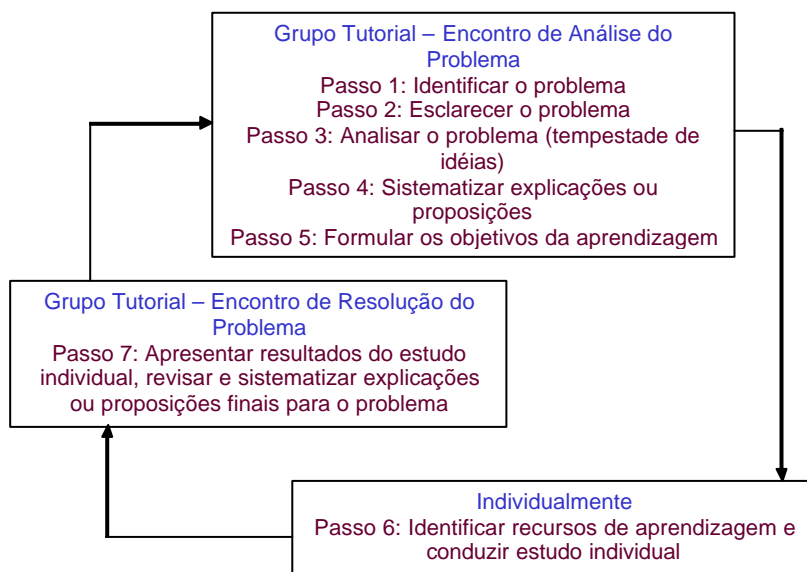 Grupo Tutorial – Encontro de Análise do
Problema
Passo 1: Identificar o problema
Passo 2: Esclarecer o problema
Passo 3: Analisar o problema (tempestade de
idéias)
Passo 4: Sistematizar explicações ou
proposições
Passo 5: Formular os objetivos da aprendizagem
Grupo Tutorial – Encontro de Resolução do
Problema
Passo 7: Apresentar resultados do estudo
individual, revisar e sistematizar explicações
ou proposições finais para o problema
Individualmente
Passo 6: Identificar recursos de aprendizagem e
conduzir estudo individual